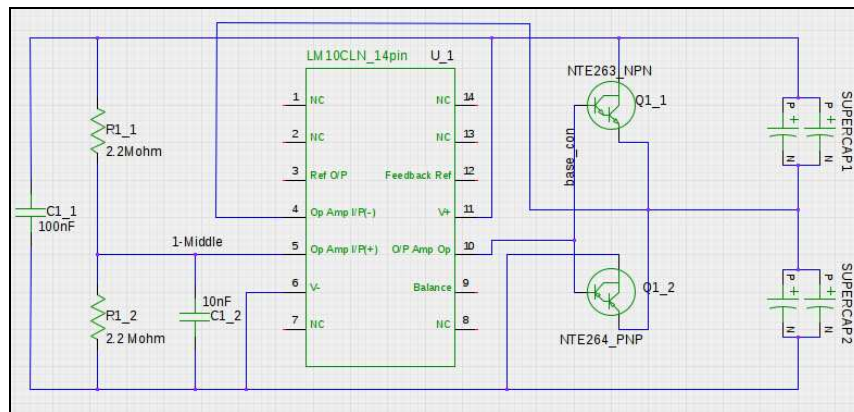 LM10CLN_14pin U_1
NTE263_NPN
Q1_1
1 NC NC 14
2 NC NC 13
3 Ref O/P Feedback Ref 12
4 Op Amp I/P(-) V+ 11
5 Op Amp I/P(+) O/P Amp Op 10
6 V- Balance 9
7 NC NC 8
R1_1
2.2Mohm
C1_1
100nF
1-Middle
R1_2
2.2 Mohm
10nF
C1_2
base_con
Q1_2
NTE264_PNP
P P
+ +
N N
SUPERCAP1
P P
+ +
N N
SUPERCAP2